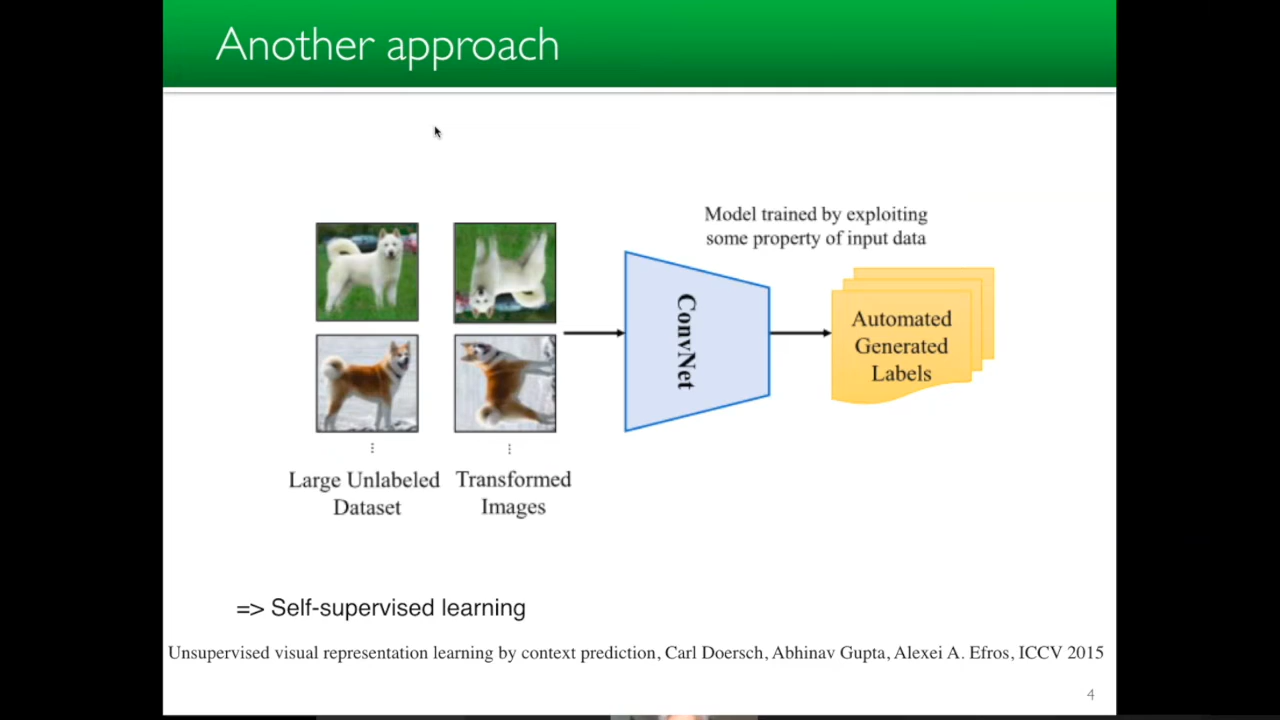 Another approach
Model trained by exploiting
some property of input data
ConvNet
Automated
Generated
Labels
Large Unlabeled
Dataset
Transformed
Images
=> Self-supervised learning
Unsupervised visual representation learning by context prediction, Carl Doersch, Abhinav Gupta, Alexei A. Efros, ICCV 2015
4